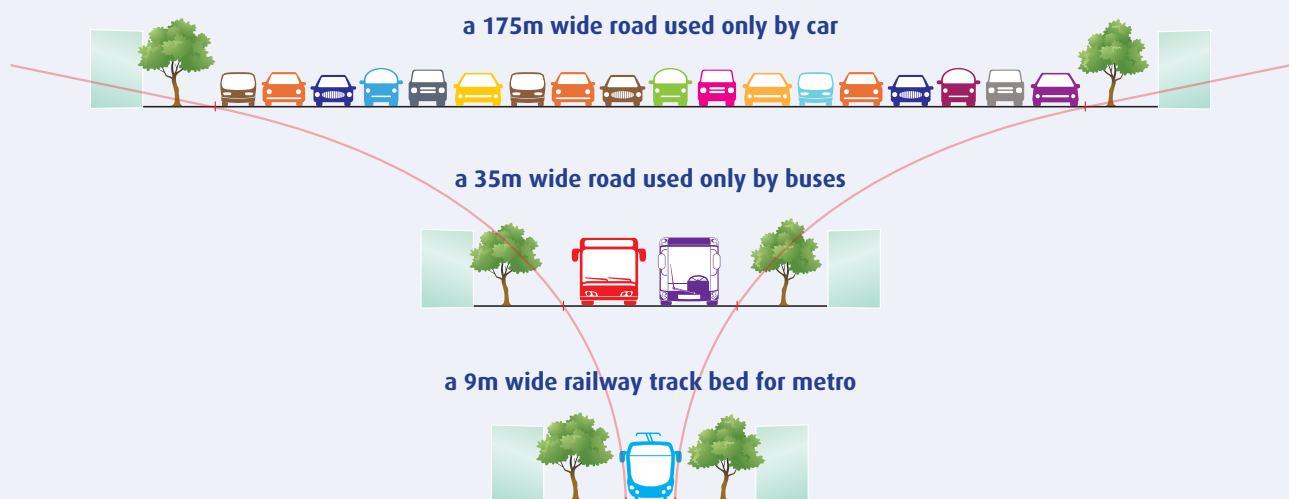 a 175m wide road used only by car
a 35m wide road used only by buses
a 9m wide railway track bed for metro